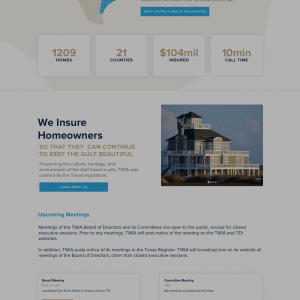 SEE IF YOU'RE IN ONE OF THE COUNTIES
1209
HOMES
21
COUNTIES
$104mil
INSURED
10min
CALL TIME
We Insure
Homeowners
SO THAT THEY CAN CONTINUE
TO KEEP THE GULF BEAUTIFUL
Preserving the culture, heritage, and
environment of the Gulf Coast is why TWIA was
created by the Texas legislature.
LEARN ABOUT US
Upcoming Meetings
Meetings of the TWIA Board of Directors and its Committees are open to the public, except for closed
executive sessions. Prior to any meetings, TWIA will post notice of the meeting on the TWIA and TDI
websites.
In addition, TWIA posts notice of its meetings in the Texas Register. TWIA will broadcast live on its website all
meetings of the Board of Directors, other than closed executive sessions.
Board Meeting
Committee Meeting